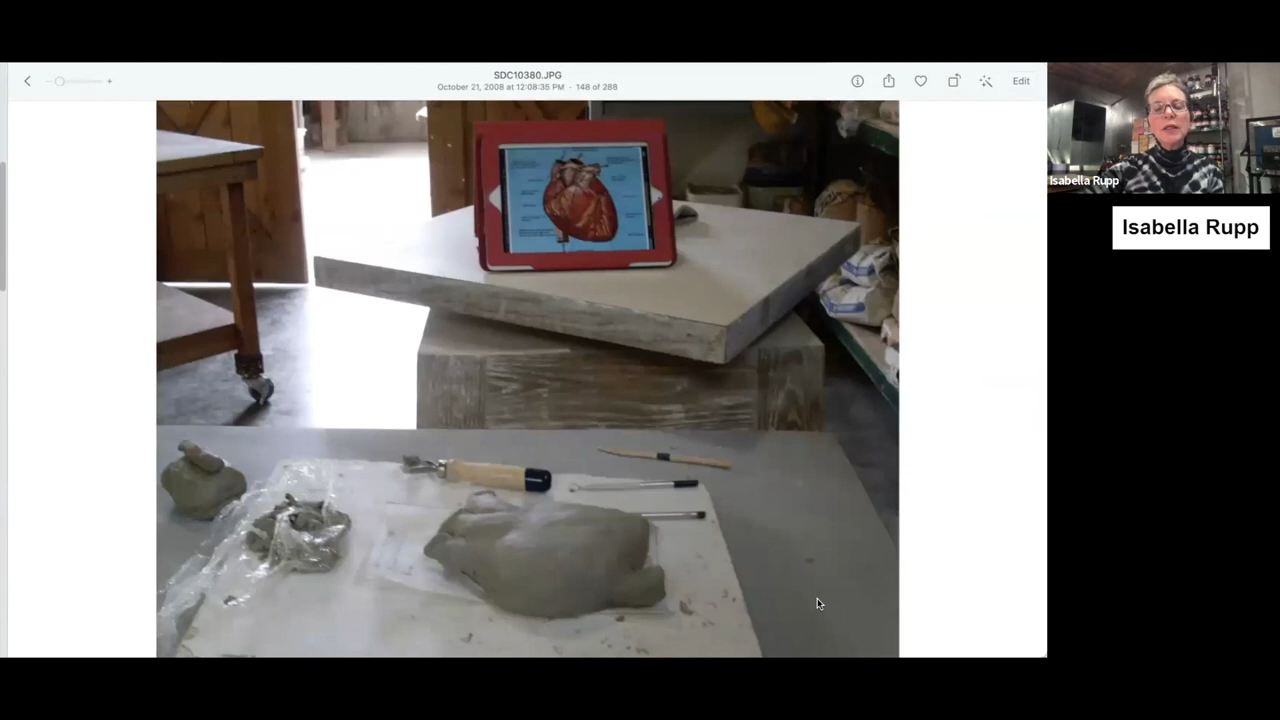 SDC10380.JPG
October 21, 2008 at 12:08:35 PM · 148 of 288
Edit
Isabella Rupp
Isabella Rupp